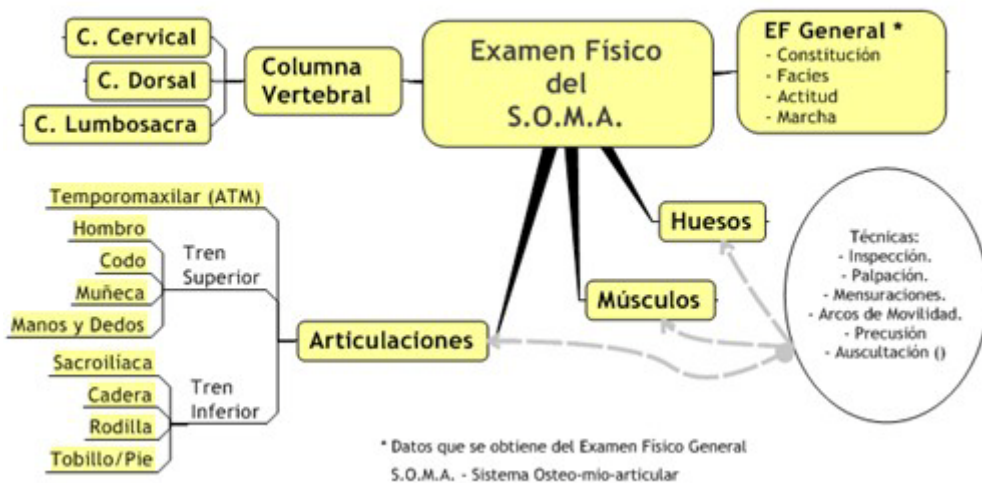 Examen Físico
del
S.O.M.A.
C. Cervical
C. Dorsal
C. Lumbosacra
Columna
Vertebral
EF General *
- Constitución
- Facies
- Actitud
- Marcha
Temporomaxilar (ATM)
Hombro
Codo
Muñeca
Manos y Dedos
Tren
Superior
Sacroilíaca
Cadera
Rodilla
Tobillo/Pie
Tren
Inferior
Articulaciones
Músculos
Huesos
Técnicas:
- Inspección.
- Palpación.
- Mensuraciones.
- Arcos de Movilidad.
- Precusión
- Auscultación ()
* Datos que se obtiene del Examen Físico General
S.O.M.A. - Sistema Osteo-mio-articular